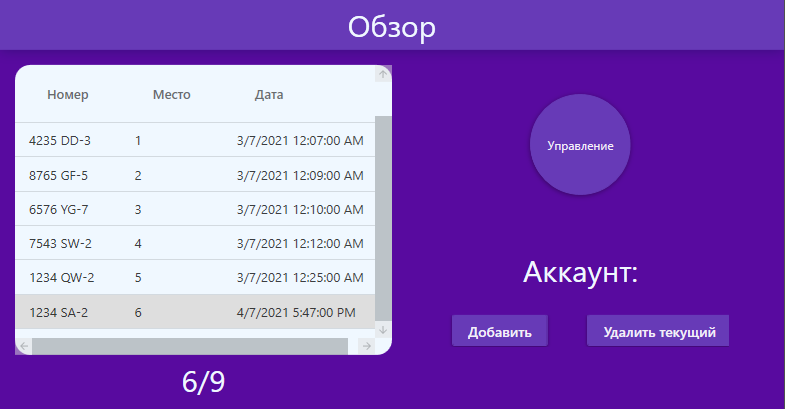 Обзор
Номер Место Дата
4235 DD-3 1 3/7/2021 12:07:00 AM
8765 GF-5 2 3/7/2021 12:09:00 AM
6576 YG-7 3 3/7/2021 12:10:00 AM
7543 SW-2 4 3/7/2021 12:12:00 AM
1234 QW-2 5 3/7/2021 12:25:00 AM
1234 SA-2 6 4/7/2021 5:47:00 PM
6/9
Управление
Аккаунт:
Добавить Удалить текущий